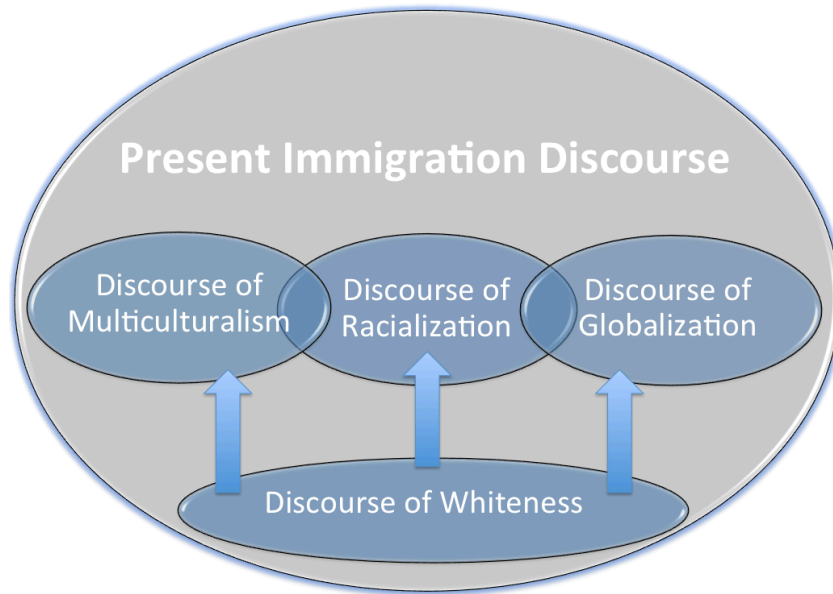 Present Immigration Discourse
Discourse of
Multiculturalism
Discourse of
Racialization
Discourse of
Globalization
Discourse of Whiteness